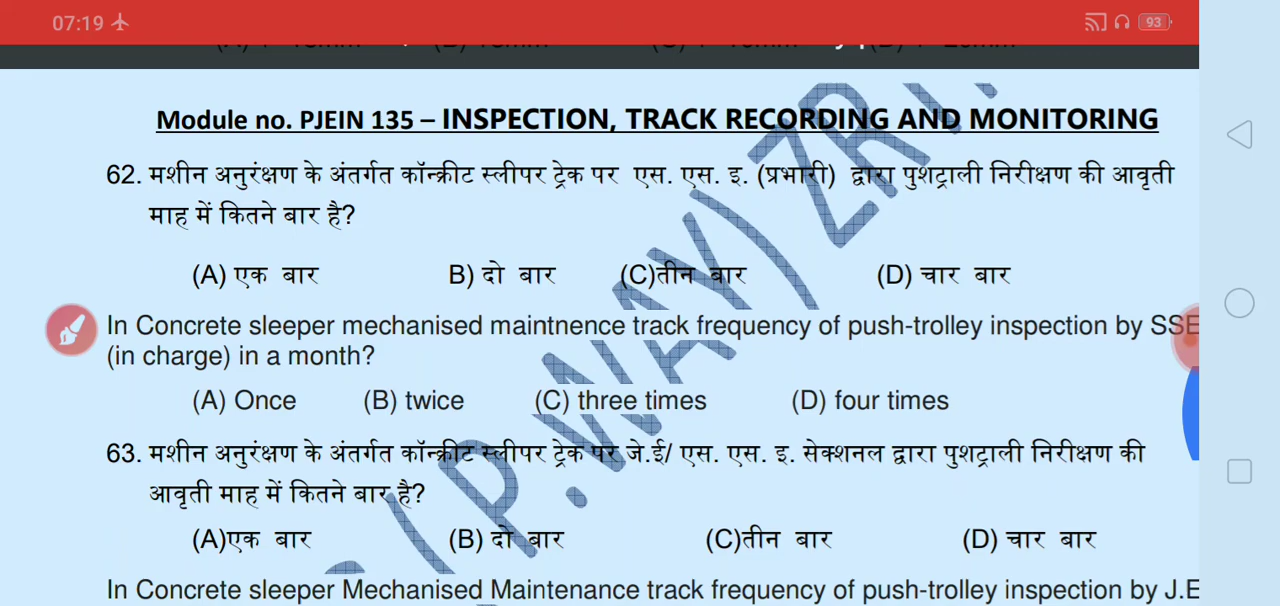 07:19
93
Module no. PJEIN 135 – INSPECTION, TRACK RECORDING AND MONITORING
62. मशीन अनुरंक्षण के अंतर्गत कॉन्क्रीट स्लीपर ट्रेक पर एस. एस. इ. (प्रभारी) द्वारा पुशट्राली निरीक्षण की आवृती
माह में कितने बार है?
(A) एक बार B) दो बार (C)तीन बार (D) चार बार
In Concrete sleeper mechanised maintnence track frequency of push-trolley inspection by SSE
(in charge) in a month?
(A) Once (B) twice (C) three times (D) four times
63. मशीन अनुरंक्षण के अंतर्गत कॉन्क्रीट स्लीपर ट्रेक पर जे.ई/ एस. एस. इ. सेक्शनल द्वारा पुशट्राली निरीक्षण की
आवृती माह में कितने बार है?
(A)एक बार (B) दो बार (C)तीन बार (D) चार बार
In Concrete sleeper Mechanised Maintenance track frequency of push-trolley inspection by J.E
(P.WAY) ZR